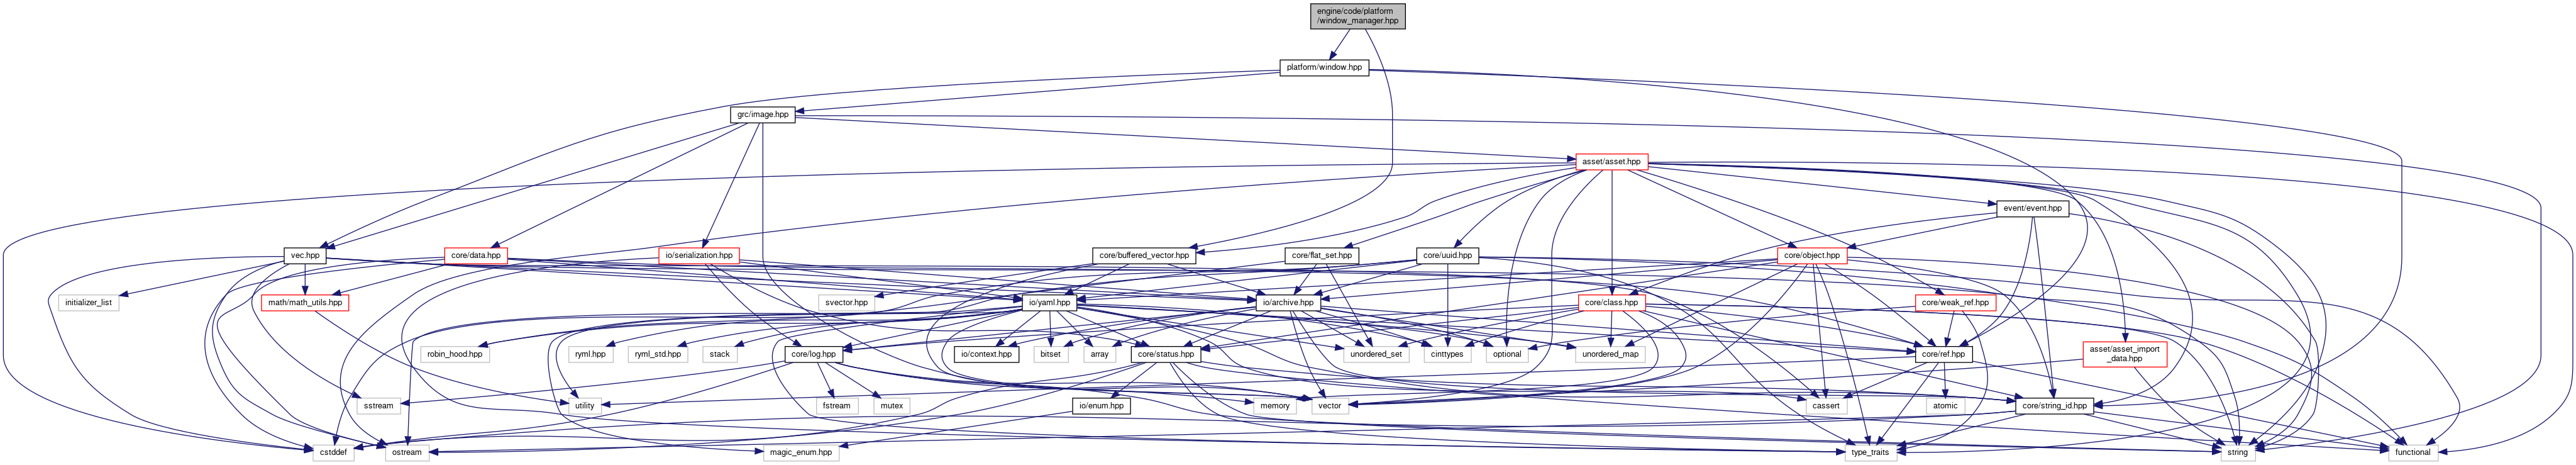 engine/code/platform
/window_manager.hpp
platform/window.hpp
grc/image.hpp
asset/asset.hpp
event/event.hpp
vec.hpp
core/data.hpp
io/serialization.hpp
core/buffered_vector.hpp
core/flat_set.hpp
core/uuid.hpp
core/object.hpp
initializer_list
math/math_utils.hpp
svector.hpp
io/yaml.hpp
io/archive.hpp
core/class.hpp
core/weak_ref.hpp
robin_hood.hpp
ryml.hpp
ryml_std.hpp
stack
core/log.hpp
io/context.hpp
bitset
array
core/status.hpp
unordered_set
cinttypes
optional
unordered_map
core/ref.hpp
asset/asset_import
_data.hpp
sstream
utility
fstream
mutex
io/enum.hpp
memory
vector
cassert
atomic
core/string_id.hpp
cstddef
ostream
magic_enum.hpp
type_traits
string
functional